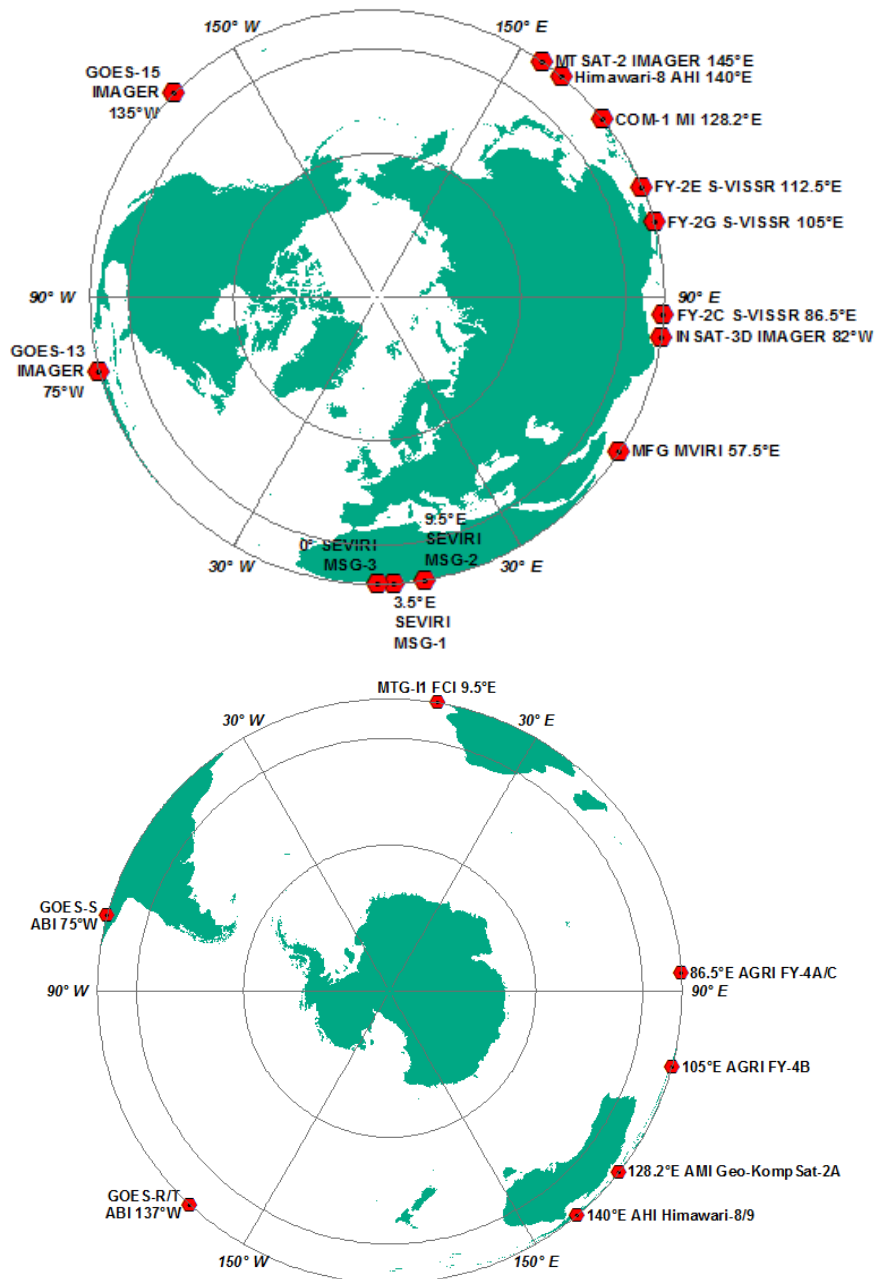 150° W
150° E
GOES-15
IMAGER
135°W
MTSAT-2 IMAGER 145°E
Himawari-8 AHI 140°E
COM-1 MI 128.2°E
FY-2E S-VISSR 112.5°E
FY-2G S-VISSR 105°E
90° W
90° E
FY-2C S-VISSR 86.5°E
INSAT-3D IMAGER 82°W
GOES-13
IMAGER
75°W
MFG MVIRI 57.5°E
30° W
30° E
0° SEVIRI
MSG-3
9.5°E
SEVIRI
MSG-2
3.5°E
SEVIRI
MSG-1
MTG-I1 FCI 9.5°E
30° W
30° E
GOES-S
ABI 75°W
90° W
86.5°E AGRI FY-4A/C
90° E
105°E AGRI FY-4B
128.2°E AMI Geo-KompSat-2A
GOES-R/T
ABI 137°W
140°E AHI Himawari-8/9
150° W
150° E